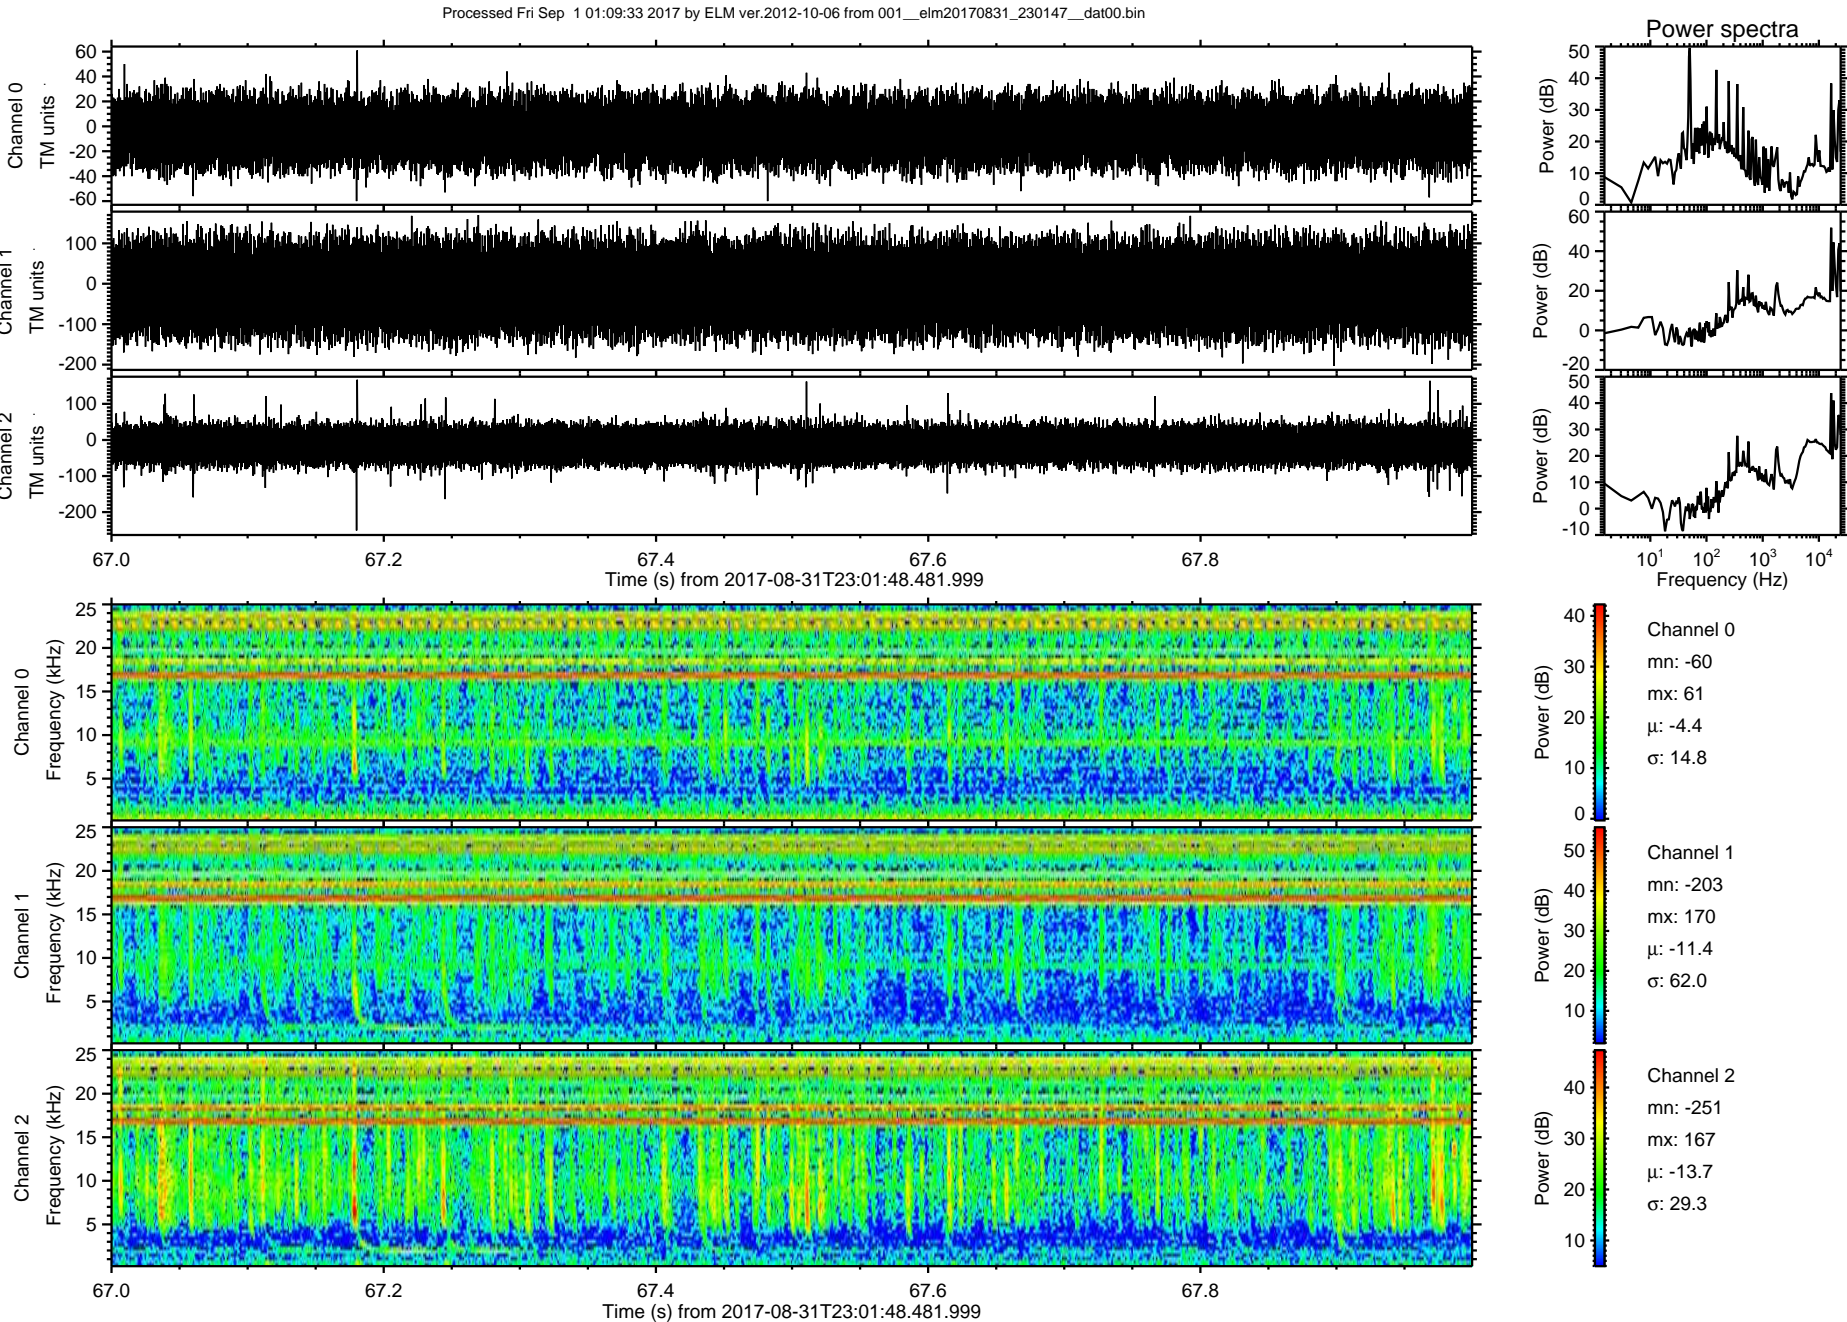 Processed Fri Sep 1 01:09:33 2017 by ELM ver.2012-10-06 from 001__elm20170831_230147__dat00.bin
Power spectra
Channel 0
TM units
60
40
20
0
-20
-40
-60
Power (dB)
50
40
30
20
10
0
Channel 1
TM units
100
0
-100
-200
Power (dB)
60
40
20
0
-20
Channel 2
TM units
100
0
-100
-200
Power (dB)
50
40
30
20
10
0
-10
67.0 67.2 67.4 67.6 67.8
Time (s) from 2017-08-31T23:01:48.481.999
10¹ 10² 10³ 10⁴
Frequency (Hz)
Channel 0
Frequency (kHz)
25
20
15
10
5
Power (dB)
40
30
20
10
0
Channel 0
mn: -60
mx: 61
μ: -4.4
σ: 14.8
Channel 1
Frequency (kHz)
25
20
15
10
5
Power (dB)
50
40
30
20
10
Channel 1
mn: -203
mx: 170
μ: -11.4
σ: 62.0
Channel 2
Frequency (kHz)
25
20
15
10
5
Power (dB)
40
30
20
10
Channel 2
mn: -251
mx: 167
μ: -13.7
σ: 29.3
67.0 67.2 67.4 67.6 67.8
Time (s) from 2017-08-31T23:01:48.481.999